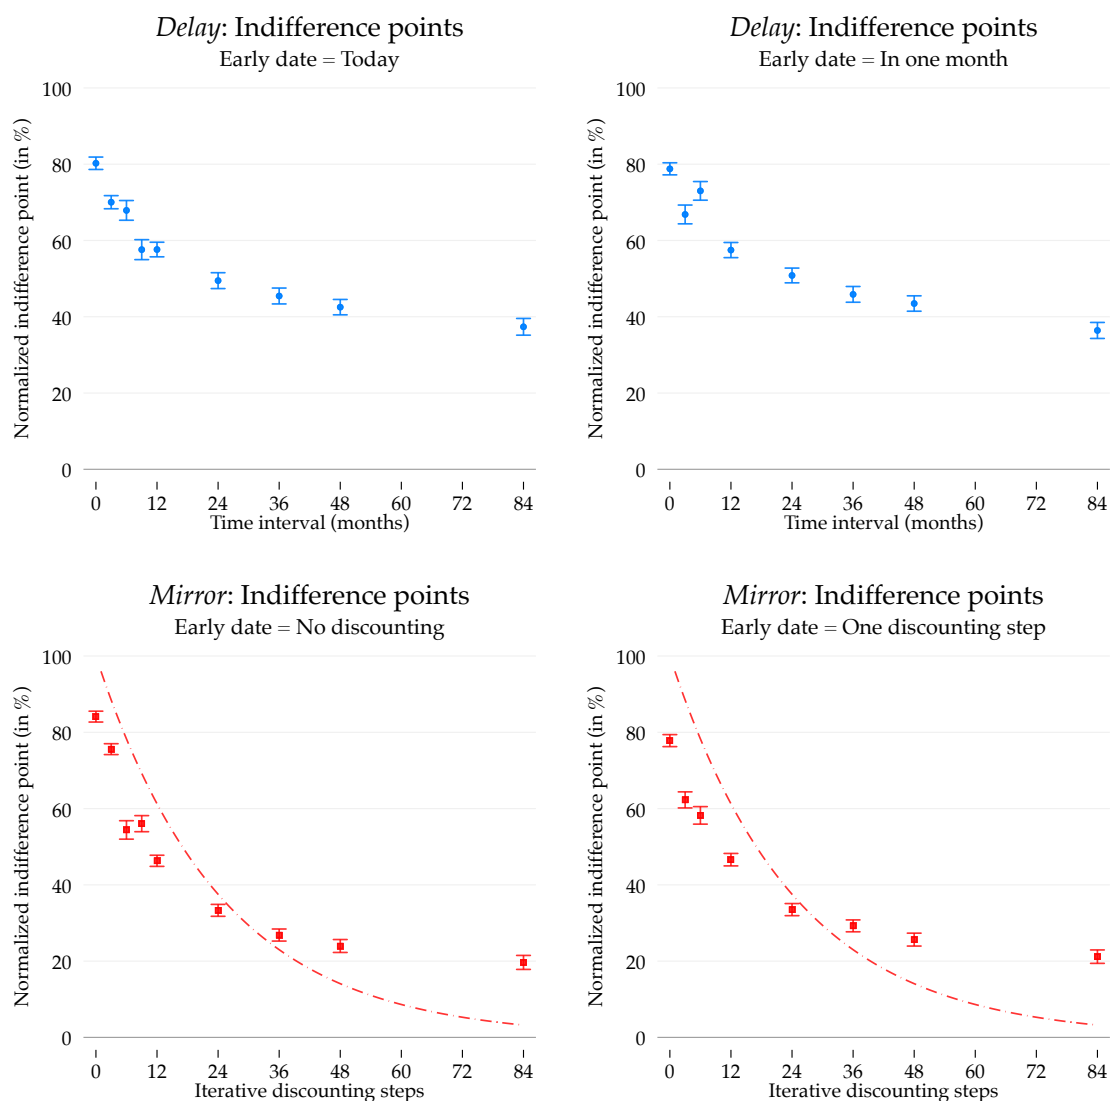 Delay: Indifference points
Early date = Today
Normalized indifference point (in %)
100
80
60
40
20
0
0 12 24 36 48 60 72 84
Time interval (months)
Delay: Indifference points
Early date = In one month
Normalized indifference point (in %)
100
80
60
40
20
0
0 12 24 36 48 60 72 84
Time interval (months)
Mirror: Indifference points
Early date = No discounting
Normalized indifference point (in %)
100
80
60
40
20
0
0 12 24 36 48 60 72 84
Iterative discounting steps
Mirror: Indifference points
Early date = One discounting step
Normalized indifference point (in %)
100
80
60
40
20
0
0 12 24 36 48 60 72 84
Iterative discounting steps